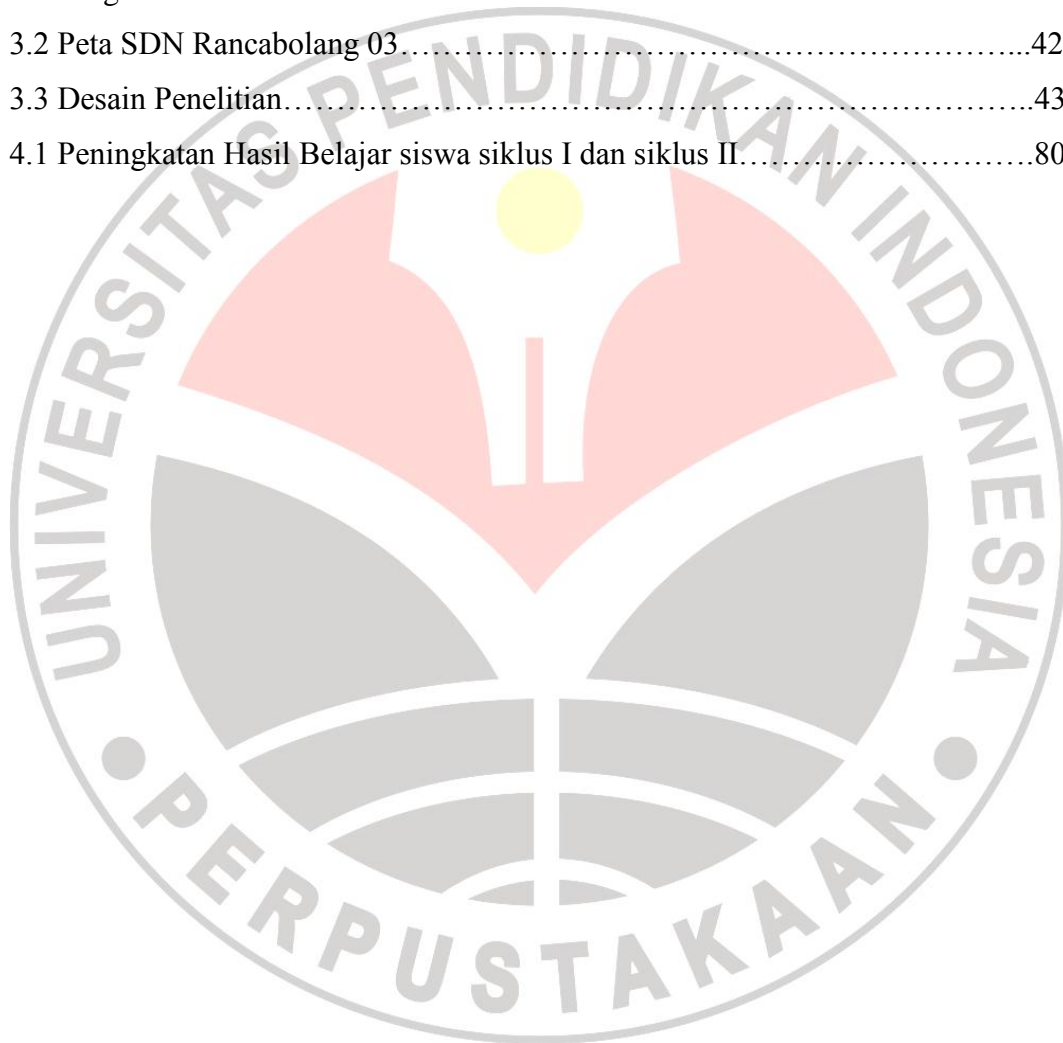 3.2 Peta SDN Rancabolang 03…………………………………………………...42
3.3 Desain Penelitian…………………………………………………………….43
4.1 Peningkatan Hasil Belajar siswa siklus I dan siklus II……………………….80
UNIVERSITAS PENDIDIKAN INDONESIA
PERPUSTAKAAN